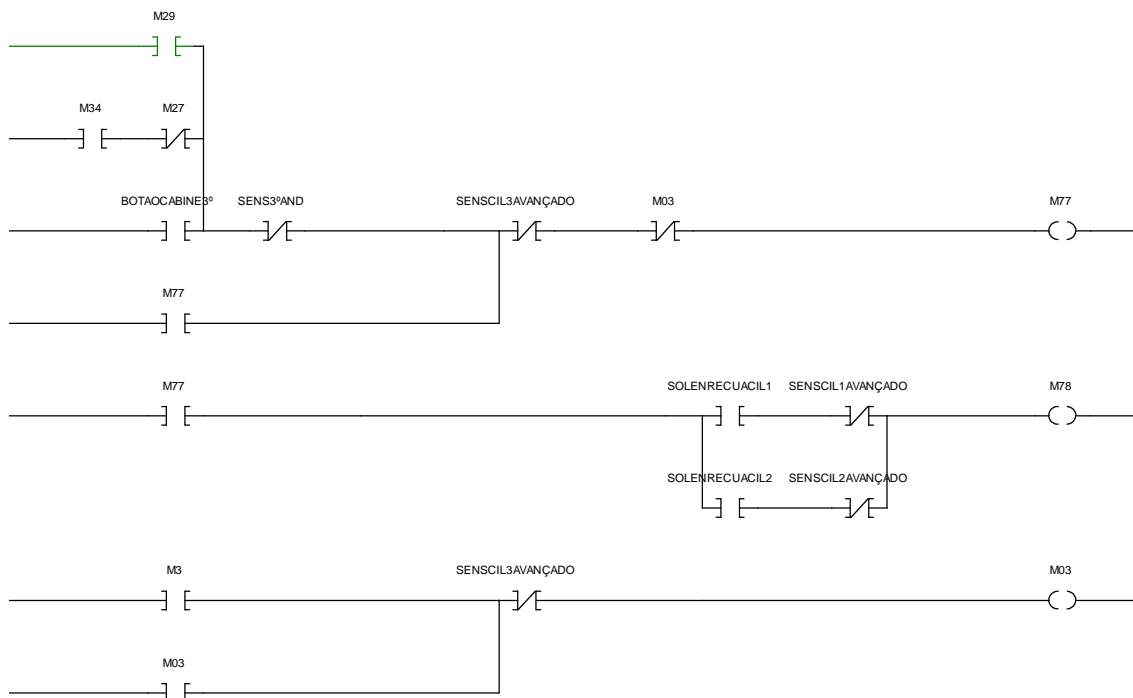 M29
M34 M27
BOTAOCABINE3º SENS3ºAND SENSCIL3AVANÇADO M03 M77
M77
M77 SOLENRECUACIL1 SENSCIL1AVANÇADO M78
SOLENRECUACIL2 SENSCIL2AVANÇADO
M3 SENSCIL3AVANÇADO M03
M03